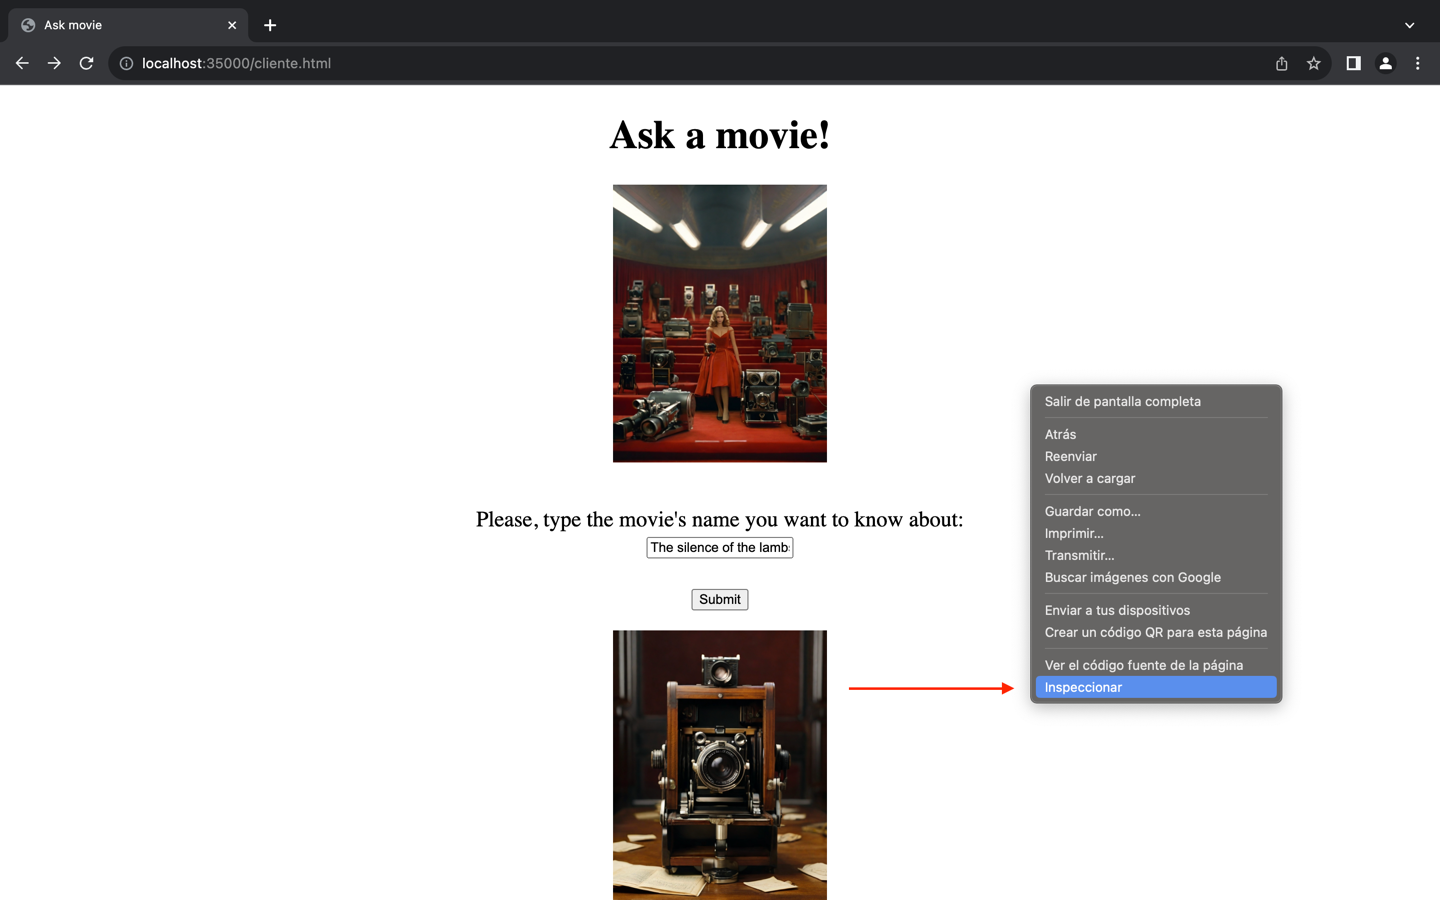 Ask movie
localhost:35000/cliente.html
Ask a movie!
Please, type the movie's name you want to know about:
The silence of the lamb
Submit
Salir de pantalla completa
Atrás
Reenviar
Volver a cargar
Guardar como...
Imprimir...
Transmitir...
Buscar imágenes con Google
Enviar a tus dispositivos
Crear un código QR para esta página
Ver el código fuente de la página
Inspeccionar